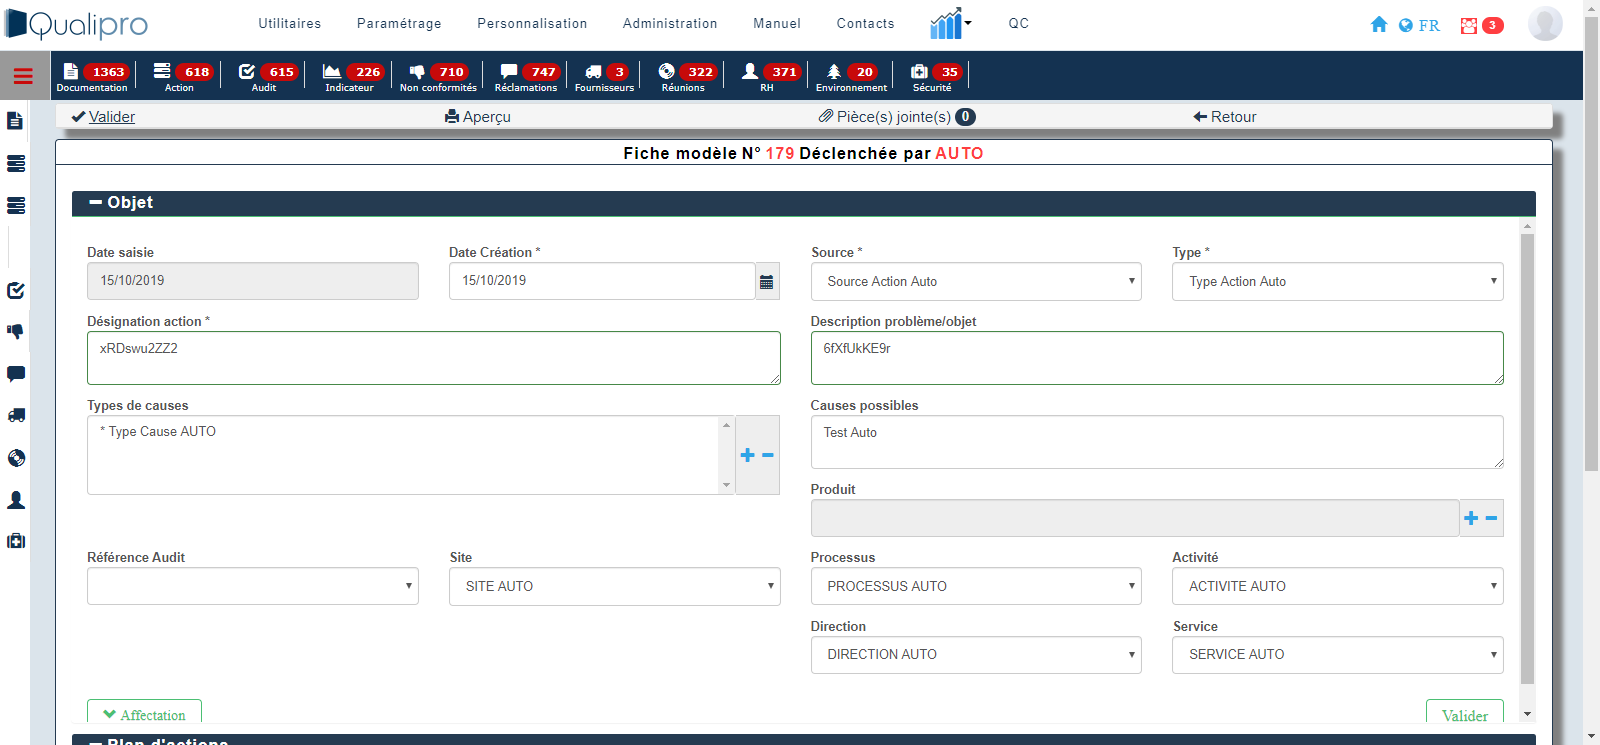 Qualipro
Utilitaires Paramétrage Personnalisation Administration Manuel Contacts QC
FR 3
1363 618 615 226 710 747 3 322 371 20 35
Documentation Action Audit Indicateur Non conformités Réclamations Fournisseurs Réunions RH Environnement Sécurité
Valider Aperçu Pièce(s) jointe(s) 0 Retour
Fiche modèle N° 179 Déclenchée par AUTO
Objet
Date saisie Date Création * Source * Type *
15/10/2019 15/10/2019 Source Action Auto Type Action Auto
Désignation action * Description problème/objet
xRDswu2ZZ2 6fXfUkKE9r
Types de causes Causes possibles
* Type Cause AUTO Test Auto
Produit
Référence Audit Site Processus Activité
SITE AUTO PROCESSUS AUTO ACTIVITE AUTO
Direction Service
DIRECTION AUTO SERVICE AUTO
Affectation Valider
Plan d'actions